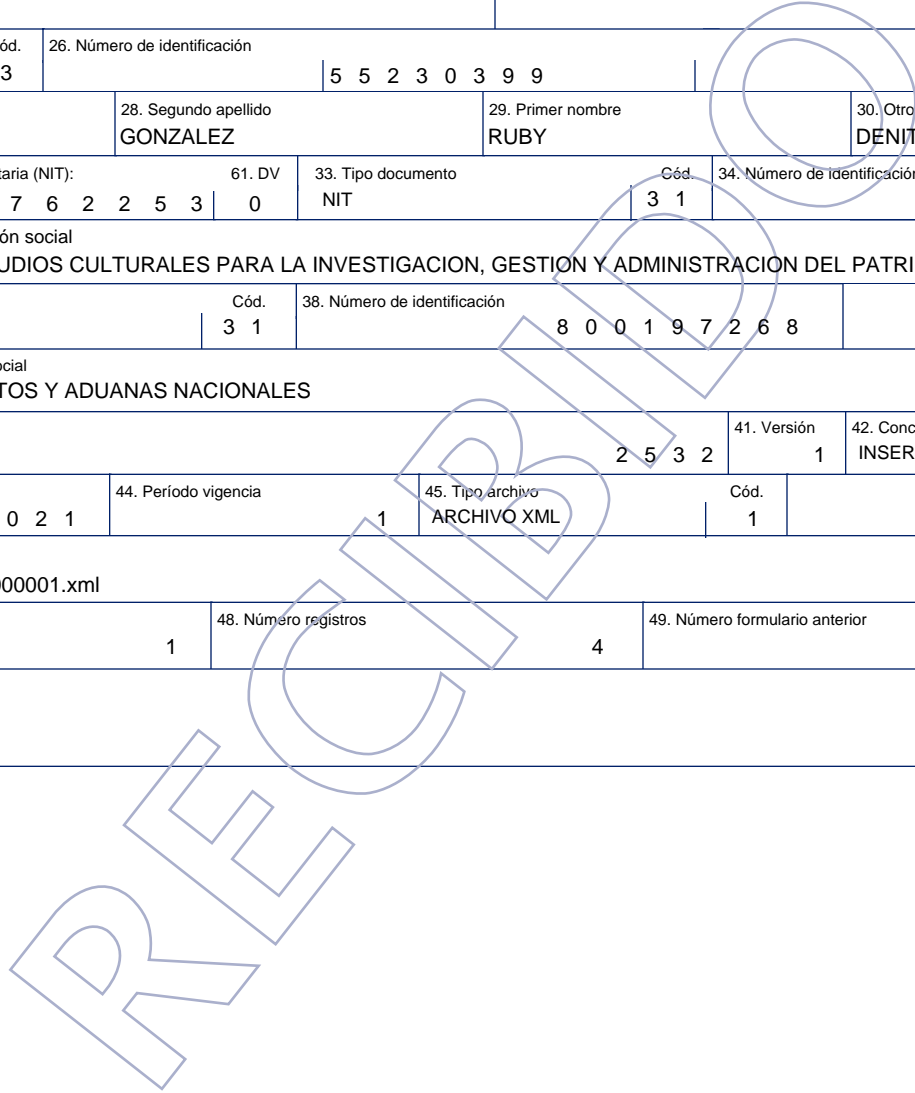 ód. 26. Número de identificación
3 5 5 2 3 0 3 9 9
28. Segundo apellido 29. Primer nombre 30. Otro
GONZALEZ RUBY DENIT
taria (NIT): 61. DV 33. Tipo documento Cód. 34. Número de identificación
7 6 2 2 5 3 0 NIT 3 1
ón social
UDIOS CULTURALES PARA LA INVESTIGACION, GESTION Y ADMINISTRACION DEL PATRI
Cód. 38. Número de identificación
3 1 8 0 0 1 9 7 2 6 8
ocial
TOS Y ADUANAS NACIONALES
41. Versión 42. Conc
2 5 3 2 1 INSER
44. Período vigencia 45. Tipo archivo Cód.
0 2 1 1 ARCHIVO XML 1
000001.xml
48. Número registros 49. Número formulario anterior
1 4
RECIBIDO